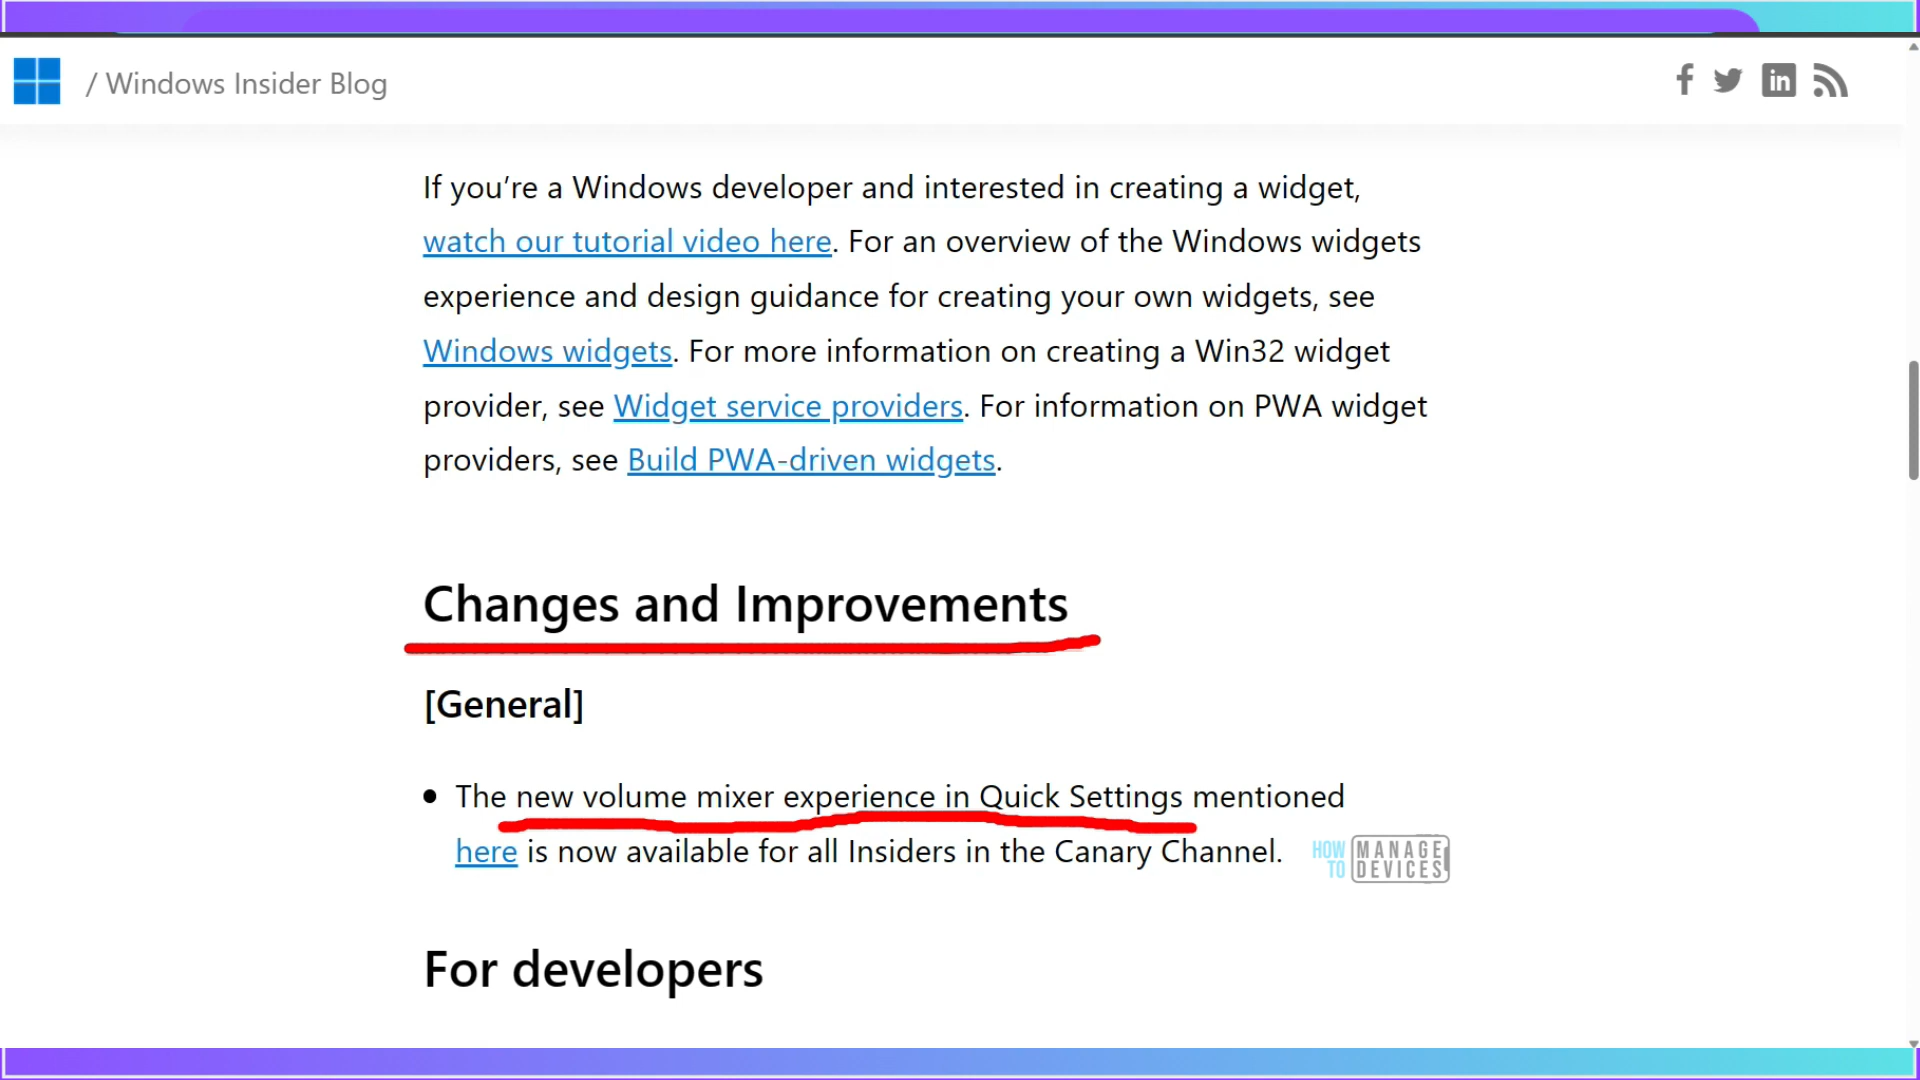 / Windows Insider Blog
If you’re a Windows developer and interested in creating a widget,
watch our tutorial video here. For an overview of the Windows widgets
experience and design guidance for creating your own widgets, see
Windows widgets. For more information on creating a Win32 widget
provider, see Widget service providers. For information on PWA widget
providers, see Build PWA-driven widgets.
Changes and Improvements
[General]
• The new volume mixer experience in Quick Settings mentioned
here is now available for all Insiders in the Canary Channel.
HOW TO MANAGE DEVICES
For developers